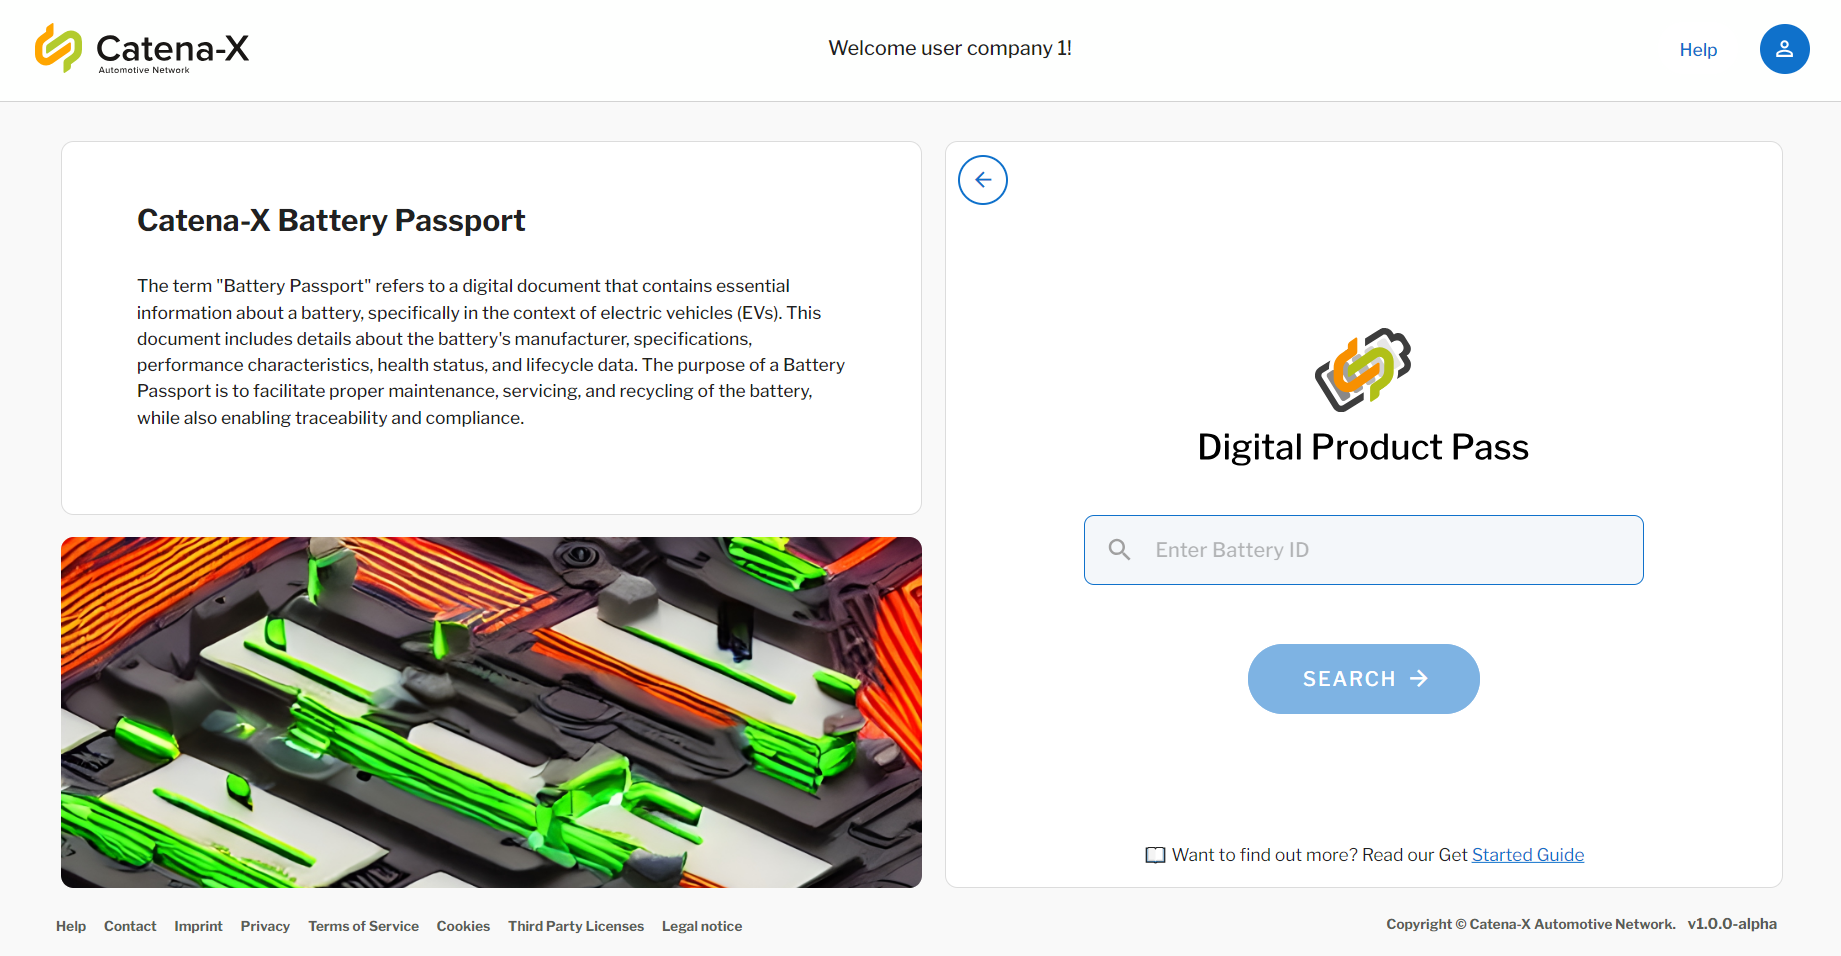 Catena-X
Automotive Network
Welcome user company 1!
Help
Catena-X Battery Passport
The term "Battery Passport" refers to a digital document that contains essential
information about a battery, specifically in the context of electric vehicles (EVs). This
document includes details about the battery's manufacturer, specifications,
performance characteristics, health status, and lifecycle data. The purpose of a Battery
Passport is to facilitate proper maintenance, servicing, and recycling of the battery,
while also enabling traceability and compliance.
Digital Product Pass
Enter Battery ID
SEARCH
Want to find out more? Read our Get Started Guide
Help Contact Imprint Privacy Terms of Service Cookies Third Party Licenses Legal notice
Copyright © Catena-X Automotive Network. v1.0.0-alpha